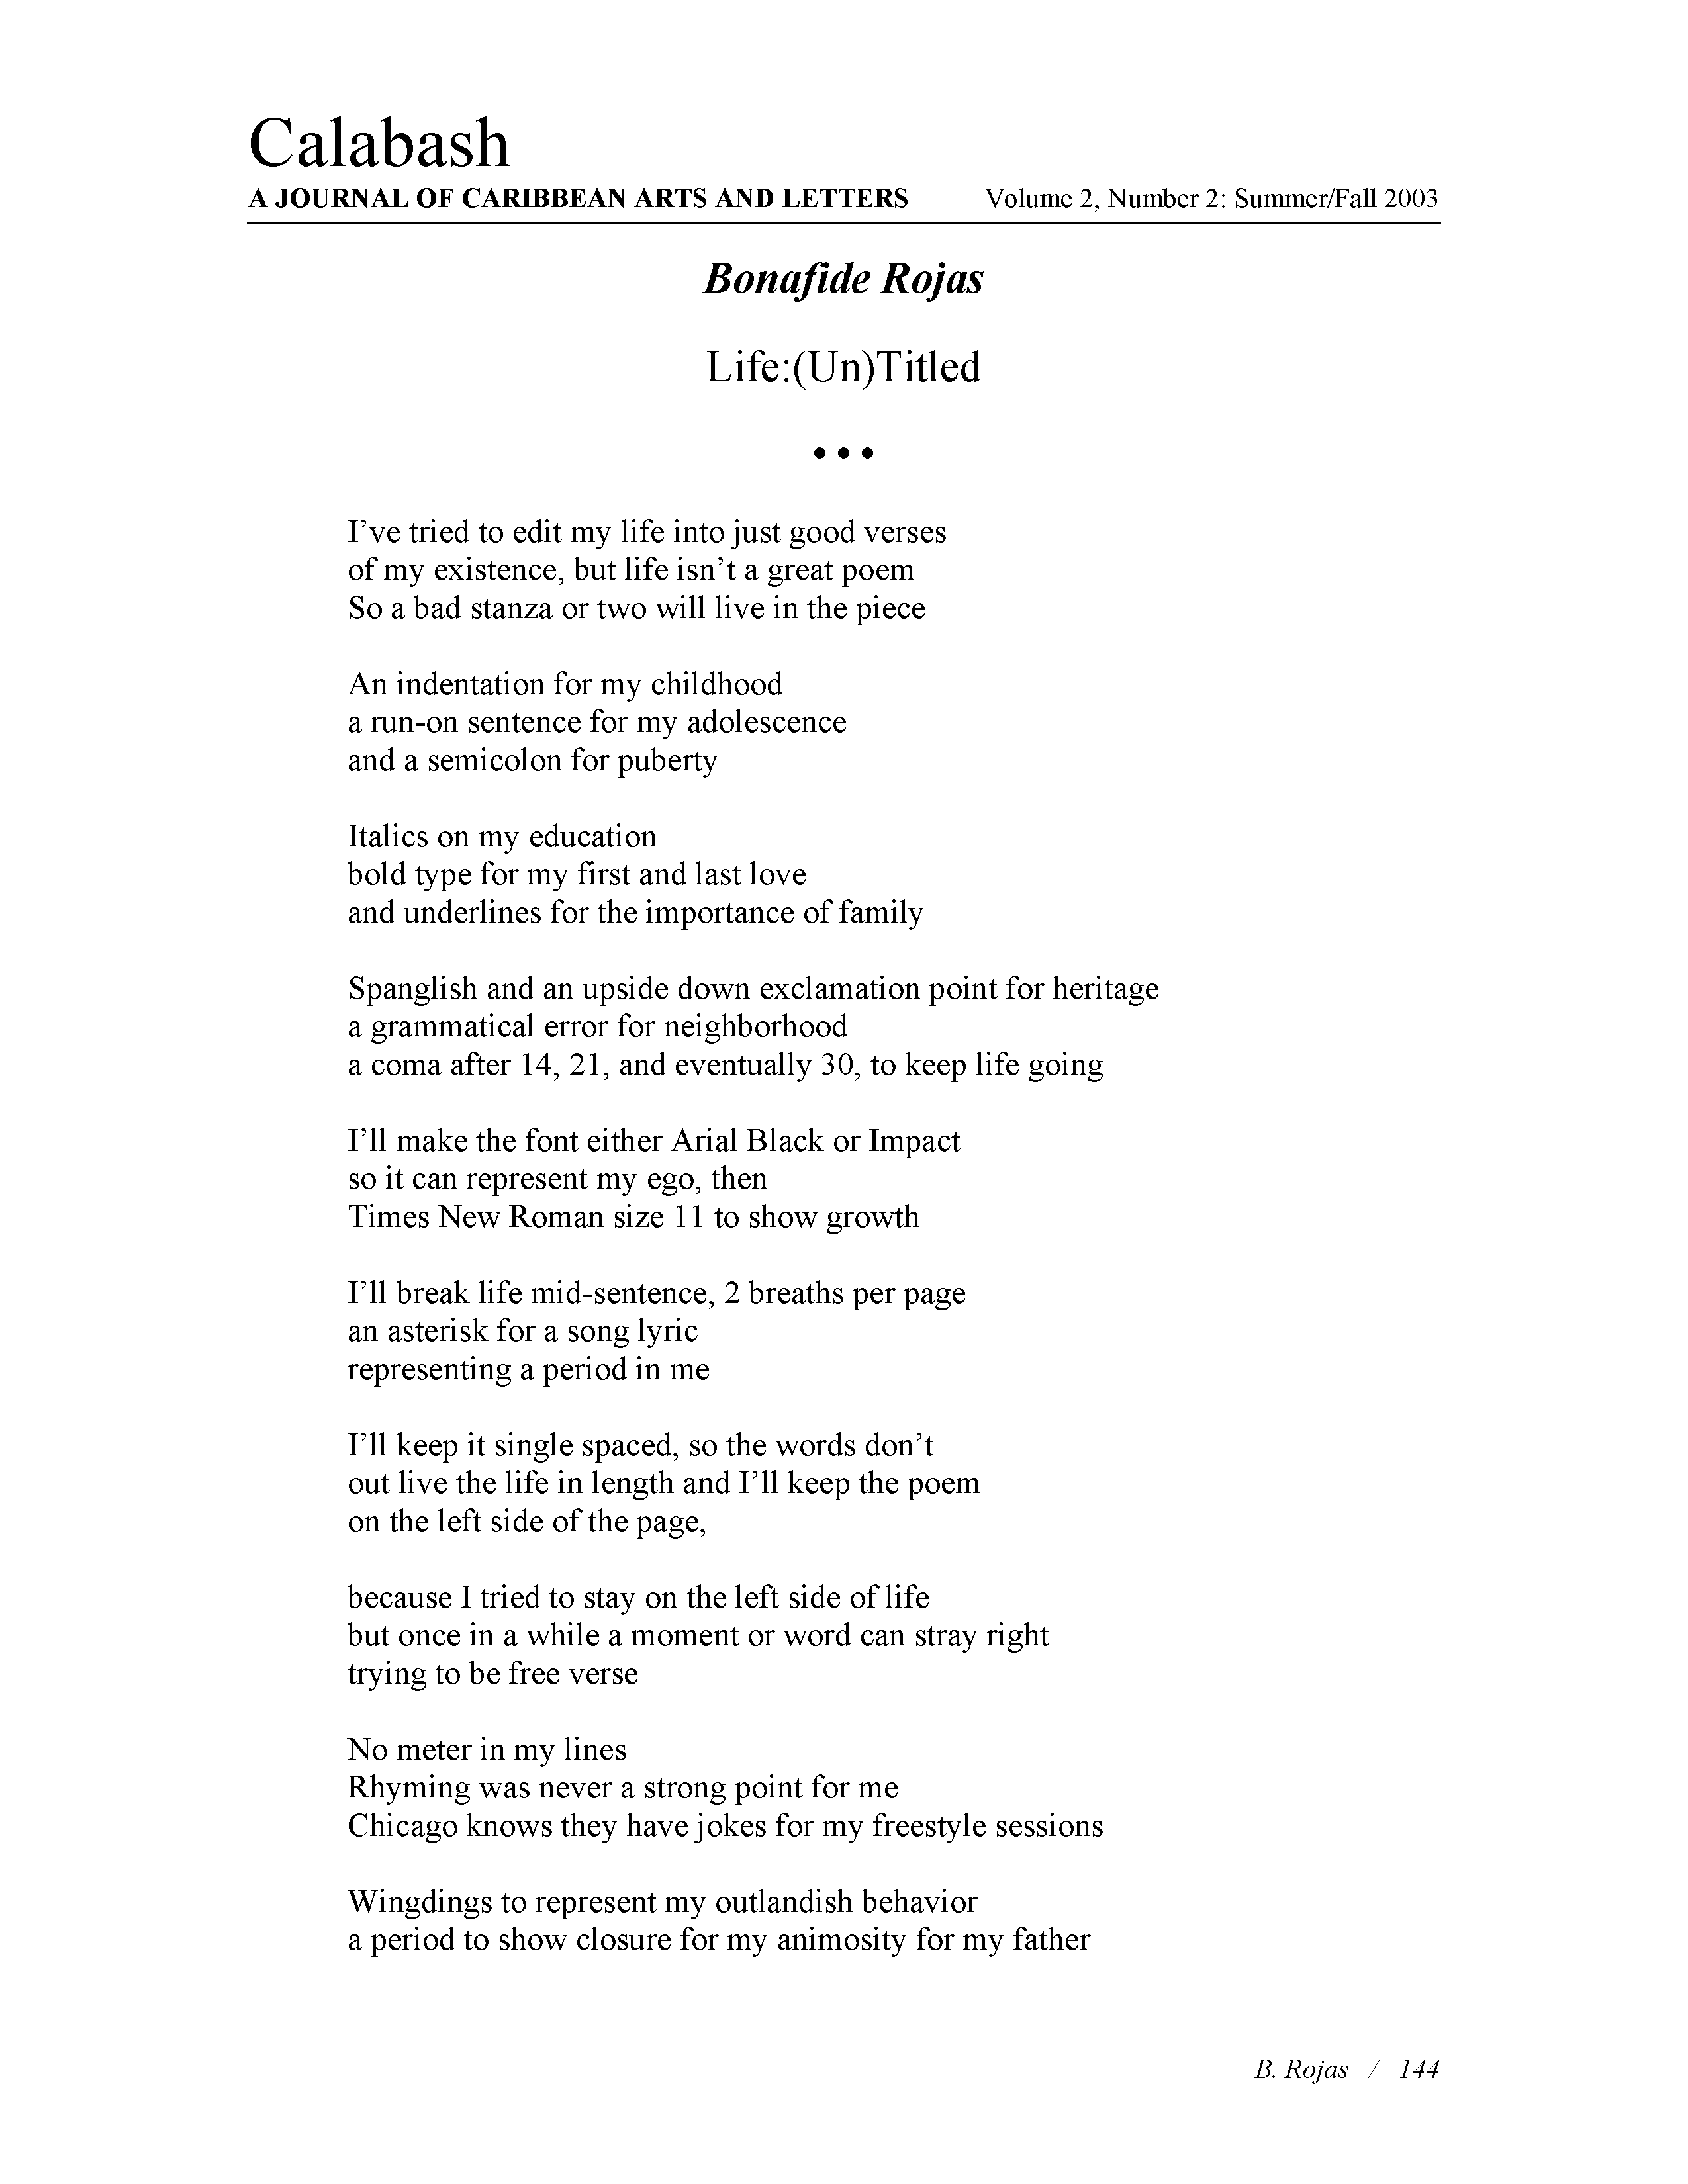 Calabash
A JOURNAL OF CARIBBEAN ARTS AND LETTERS Volume 2, Number 2: Summer/Fall 2003
Bonafide Rojas
Life:(Un)Titled
• • •
I’ve tried to edit my life into just good verses
of my existence, but life isn’t a great poem
So a bad stanza or two will live in the piece
An indentation for my childhood
a run-on sentence for my adolescence
and a semicolon for puberty
Italics on my education
bold type for my first and last love
and underlines for the importance of family
Spanglish and an upside down exclamation point for heritage
a grammatical error for neighborhood
a coma after 14, 21, and eventually 30, to keep life going
I’ll make the font either Arial Black or Impact
so it can represent my ego, then
Times New Roman size 11 to show growth
I’ll break life mid-sentence, 2 breaths per page
an asterisk for a song lyric
representing a period in me
I’ll keep it single spaced, so the words don’t
out live the life in length and I’ll keep the poem
on the left side of the page,
because I tried to stay on the left side of life
but once in a while a moment or word can stray right
trying to be free verse
No meter in my lines
Rhyming was never a strong point for me
Chicago knows they have jokes for my freestyle sessions
Wingdings to represent my outlandish behavior
a period to show closure for my animosity for my father
B. Rojas / 144